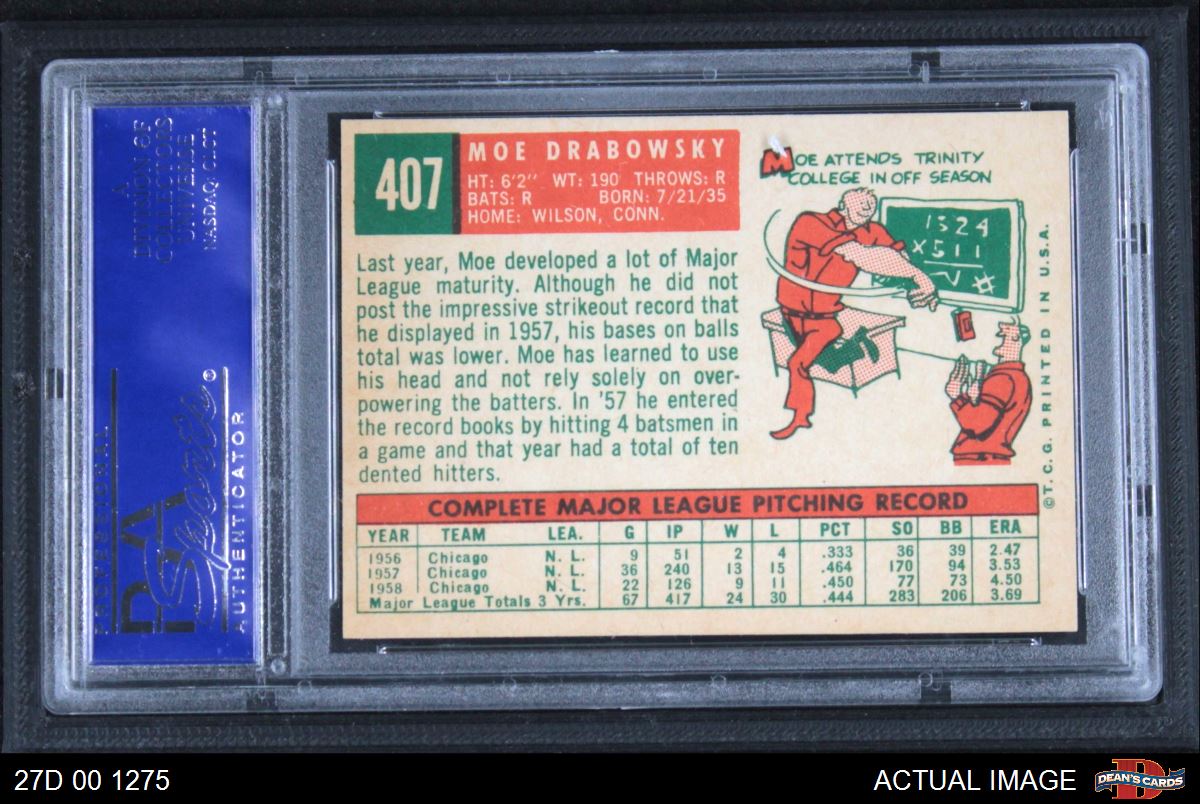 A
DIVISION OF
COLLECTORS
UNIVERSE
NASDAQ: CLCT
PROFESSIONAL
PSA
Sports®
AUTHENTICATOR
407
MOE DRABOWSKY
HT: 6'2" WT: 190 THROWS: R
BATS: R BORN: 7/21/35
HOME: WILSON, CONN.
MOE ATTENDS TRINITY
COLLEGE IN OFF SEASON
1524
X511
Last year, Moe developed a lot of Major
League maturity. Although he did not
post the impressive strikeout record that
he displayed in 1957, his bases on balls
total was lower. Moe has learned to use
his head and not rely solely on over-
powering the batters. In '57 he entered
the record books by hitting 4 batsmen in
a game and that year had a total of ten
dented hitters.
©T.C.G. PRINTED IN U.S.A.
COMPLETE MAJOR LEAGUE PITCHING RECORD
YEAR TEAM LEA. G IP W L PCT SO BB ERA
1956 Chicago N. L. 9 51 2 4 .333 36 39 2.47
1957 Chicago N. L. 36 240 13 15 .464 170 94 3.53
1958 Chicago N. L. 22 126 9 11 .450 77 73 4.50
Major League Totals 3 Yrs. 67 417 24 30 .444 283 206 3.69
27D 00 1275
ACTUAL IMAGE
DEAN'S CARDS